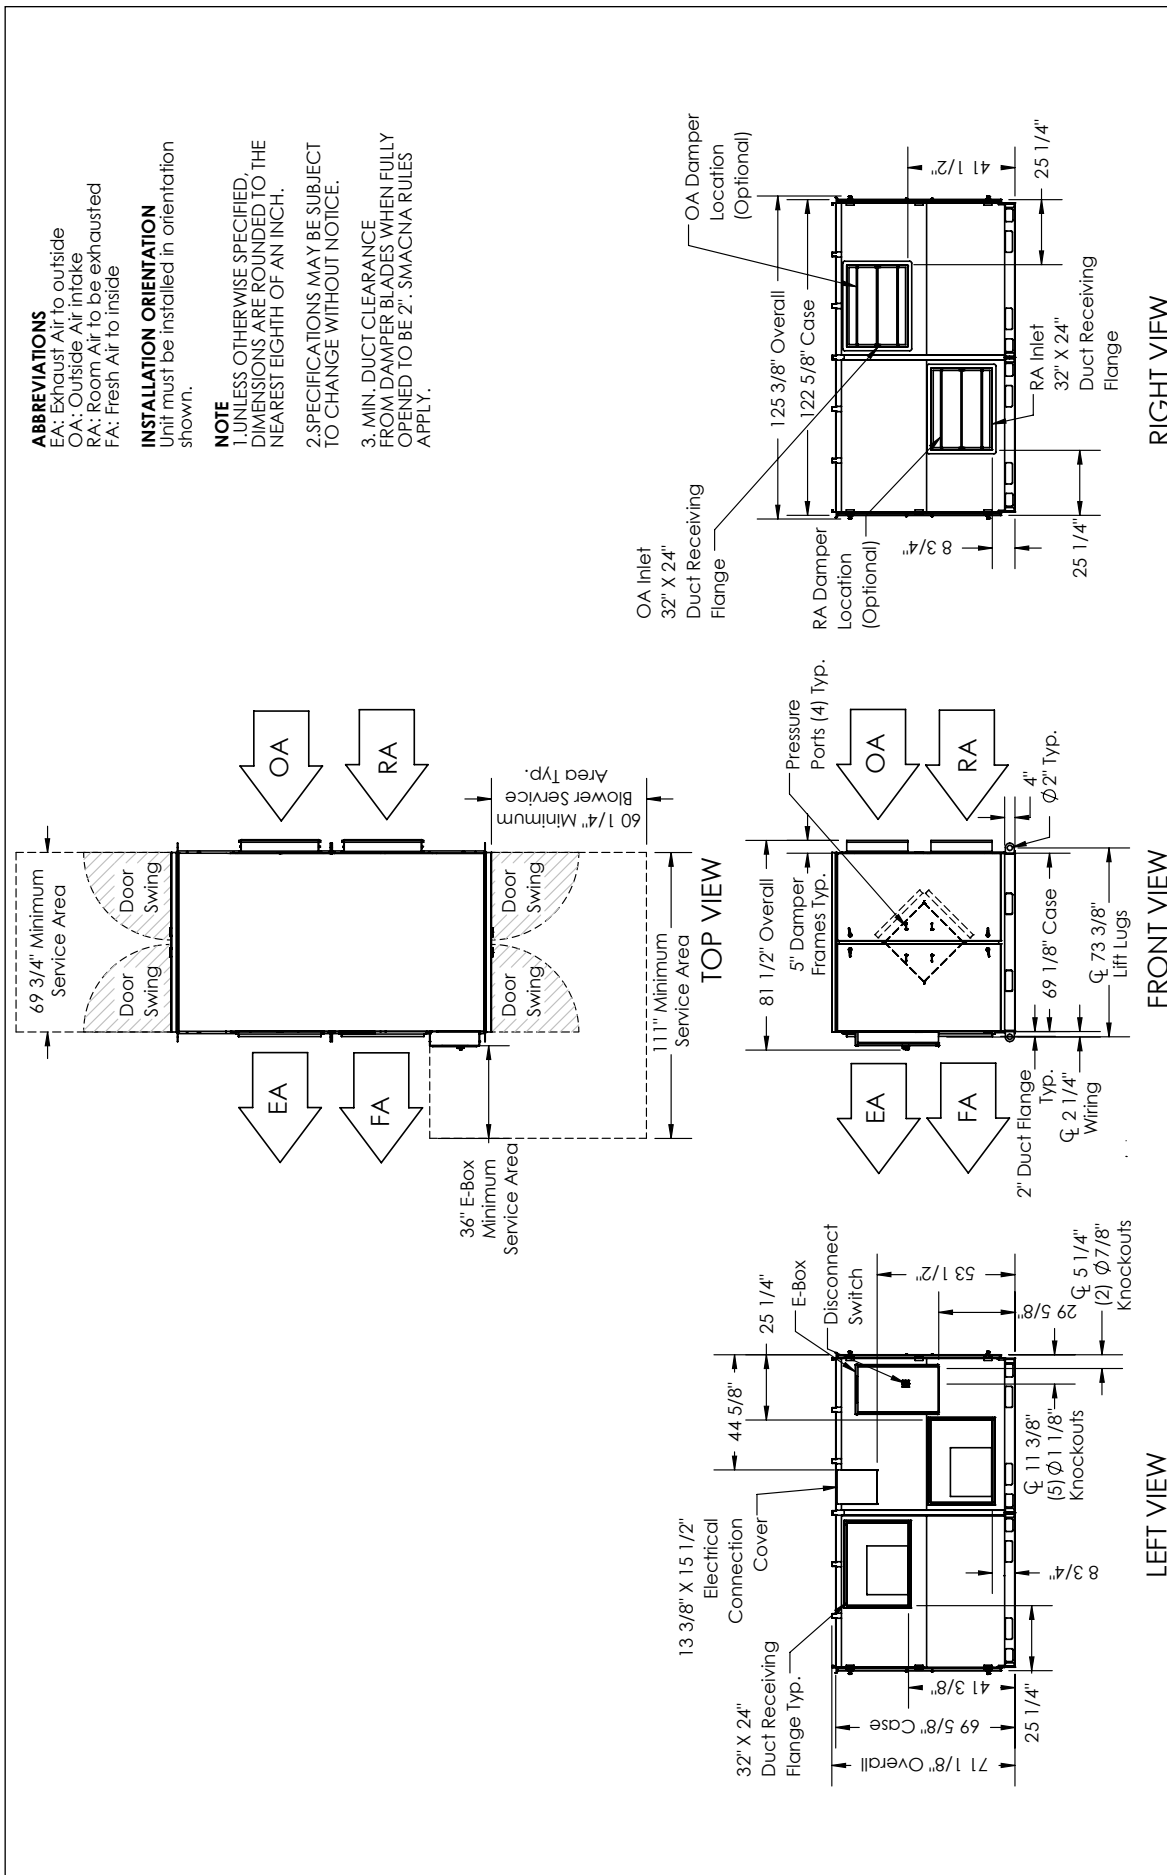 ABBREVIATIONS
EA: Exhaust Air to outside
OA: Outside Air intake
RA: Room Air to be exhausted
FA: Fresh Air to inside
INSTALLATION ORIENTATION
Unit must be installed in orientation
shown.
NOTE
1.UNLESS OTHERWISE SPECIFIED,
DIMENSIONS ARE ROUNDED TO THE
NEAREST EIGHTH OF AN INCH.
2.SPECIFICATIONS MAY BE SUBJECT
TO CHANGE WITHOUT NOTICE.
3. MIN. DUCT CLEARANCE
FROM DAMPER BLADES WHEN FULLY
OPENED TO BE 2". SMACNA RULES
APPLY.
69 3/4" Minimum
Service Area
Door
Swing
Door
Swing
Door
Swing
Door
Swing
EA
FA
OA
RA
60 1/4" Minimum
Blower Service
Area Typ.
36" E-Box
Minimum
Service Area
111" Minimum
Service Area
TOP VIEW
13 3/8" X 15 1/2"
Electrical
Connection
Cover
32" X 24"
Duct Receiving
Flange Typ.
44 5/8"
25 1/4"
E-Box
Disconnect
Switch
71 1/8" Overall
69 5/8" Case
41 3/8"
25 1/4"
8 3/4"
53 1/2"
29 5/8"
℄ 11 3/8"
(5) Ø1 1/8"
Knockouts
℄ 5 1/4"
(2) Ø7/8"
Knockouts
LEFT VIEW
81 1/2" Overall
5" Damper
Frames Typ.
Pressure
Ports (4) Typ.
EA
FA
OA
RA
2" Duct Flange
Typ.
℄ 2 1/4"
Wiring
69 1/8" Case
℄ 73 3/8"
Lift Lugs
4"
Ø2" Typ.
FRONT VIEW
OA Inlet
32" X 24"
Duct Receiving
Flange
RA Damper
Location
(Optional)
125 3/8" Overall
122 5/8" Case
OA Damper
Location
(Optional)
8 3/4"
25 1/4"
41 1/2"
25 1/4"
RA Inlet
32" X 24"
Duct Receiving
Flange
RIGHT VIEW